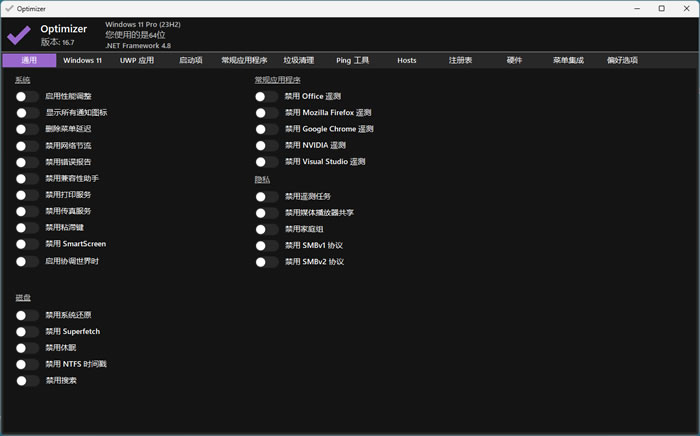 Optimizer
Optimizer
版本: 16.7
Windows 11 Pro (23H2)
您使用的是64位
.NET Framework 4.8
通用 Windows 11 UWP 应用 启动项 常规应用程序 垃圾清理 Ping 工具 Hosts 注册表 硬件 菜单集成 偏好选项
系统
启用性能调整
显示所有通知图标
删除菜单延迟
禁用网络节流
禁用错误报告
禁用兼容性助手
禁用打印服务
禁用传真服务
禁用粘滞键
禁用 SmartScreen
启用协调世界时
磁盘
禁用系统还原
禁用 Superfetch
禁用休眠
禁用 NTFS 时间戳
禁用搜索
常规应用程序
禁用 Office 遥测
禁用 Mozilla Firefox 遥测
禁用 Google Chrome 遥测
禁用 NVIDIA 遥测
禁用 Visual Studio 遥测
隐私
禁用遥测任务
禁用媒体播放器共享
禁用家庭组
禁用 SMBv1 协议
禁用 SMBv2 协议